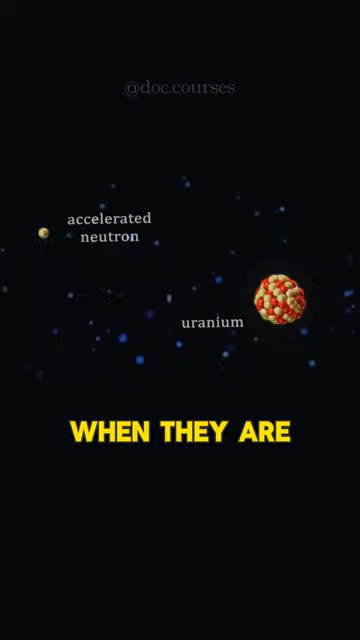 @doc.courses
accelerated
neutron
uranium
WHEN THEY ARE